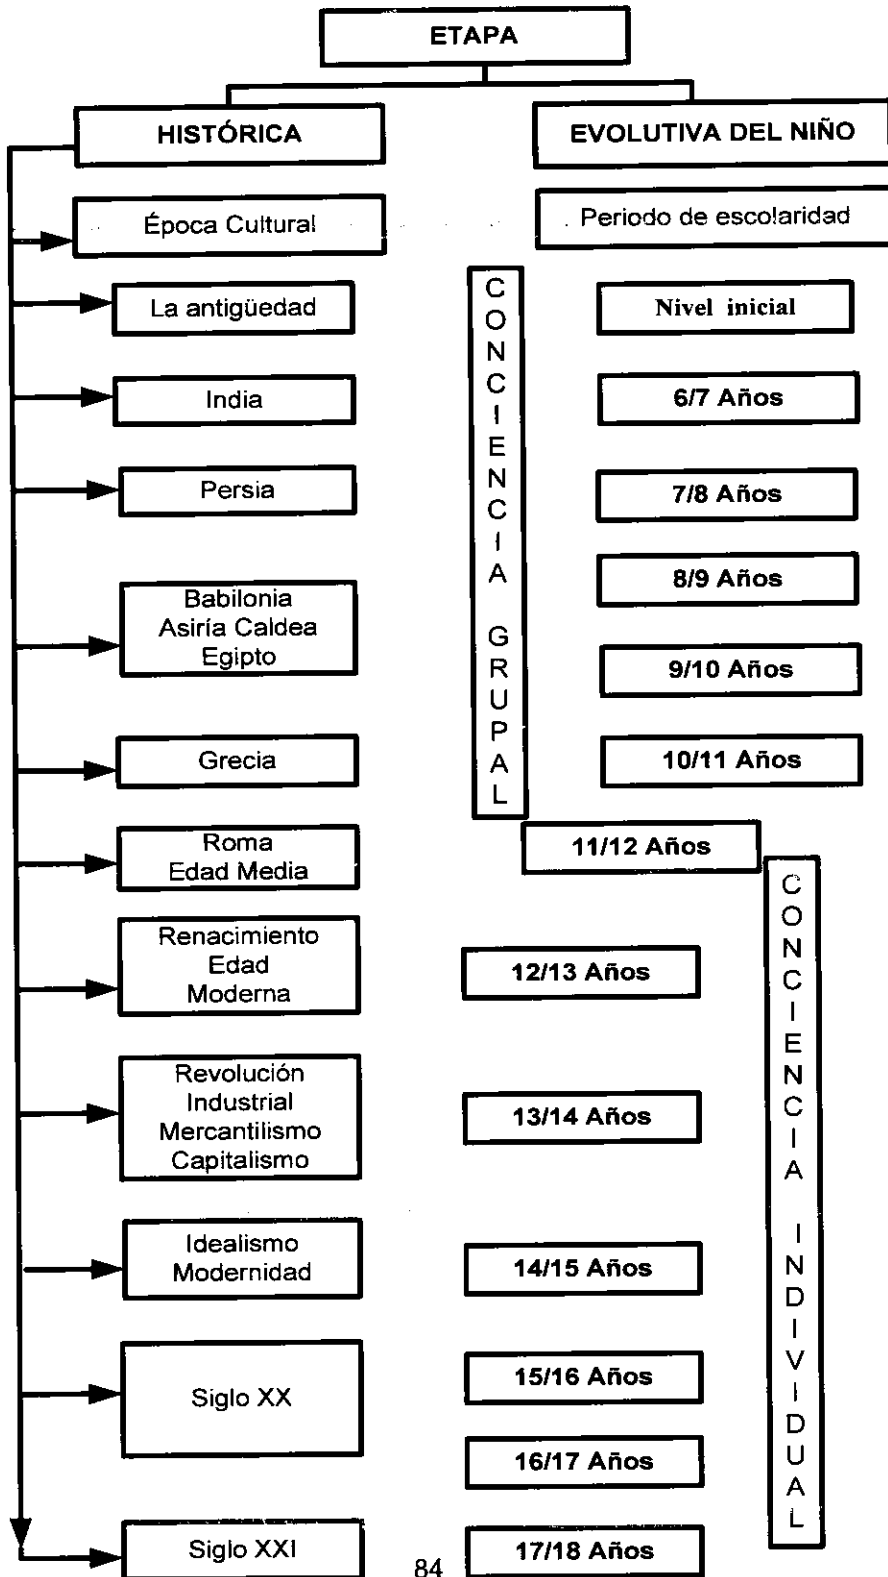 ETAPA
HISTÓRICA
EVOLUTIVA DEL NIÑO
Época Cultural
Periodo de escolaridad
La antigüedad
Nivel inicial
India
6/7 Años
Persia
7/8 Años
8/9 Años
Babilonia
Asiría Caldea
Egipto
9/10 Años
Grecia
10/11 Años
CONCIENCIA GRUPAL
Roma
Edad Media
11/12 Años
Renacimiento
Edad
Moderna
12/13 Años
Revolución
Industrial
Mercantilismo
Capitalismo
13/14 Años
Idealismo
Modernidad
14/15 Años
Siglo XX
15/16 Años
16/17 Años
CONCIENCIA INDIVIDUAL
Siglo XXI
17/18 Años
84